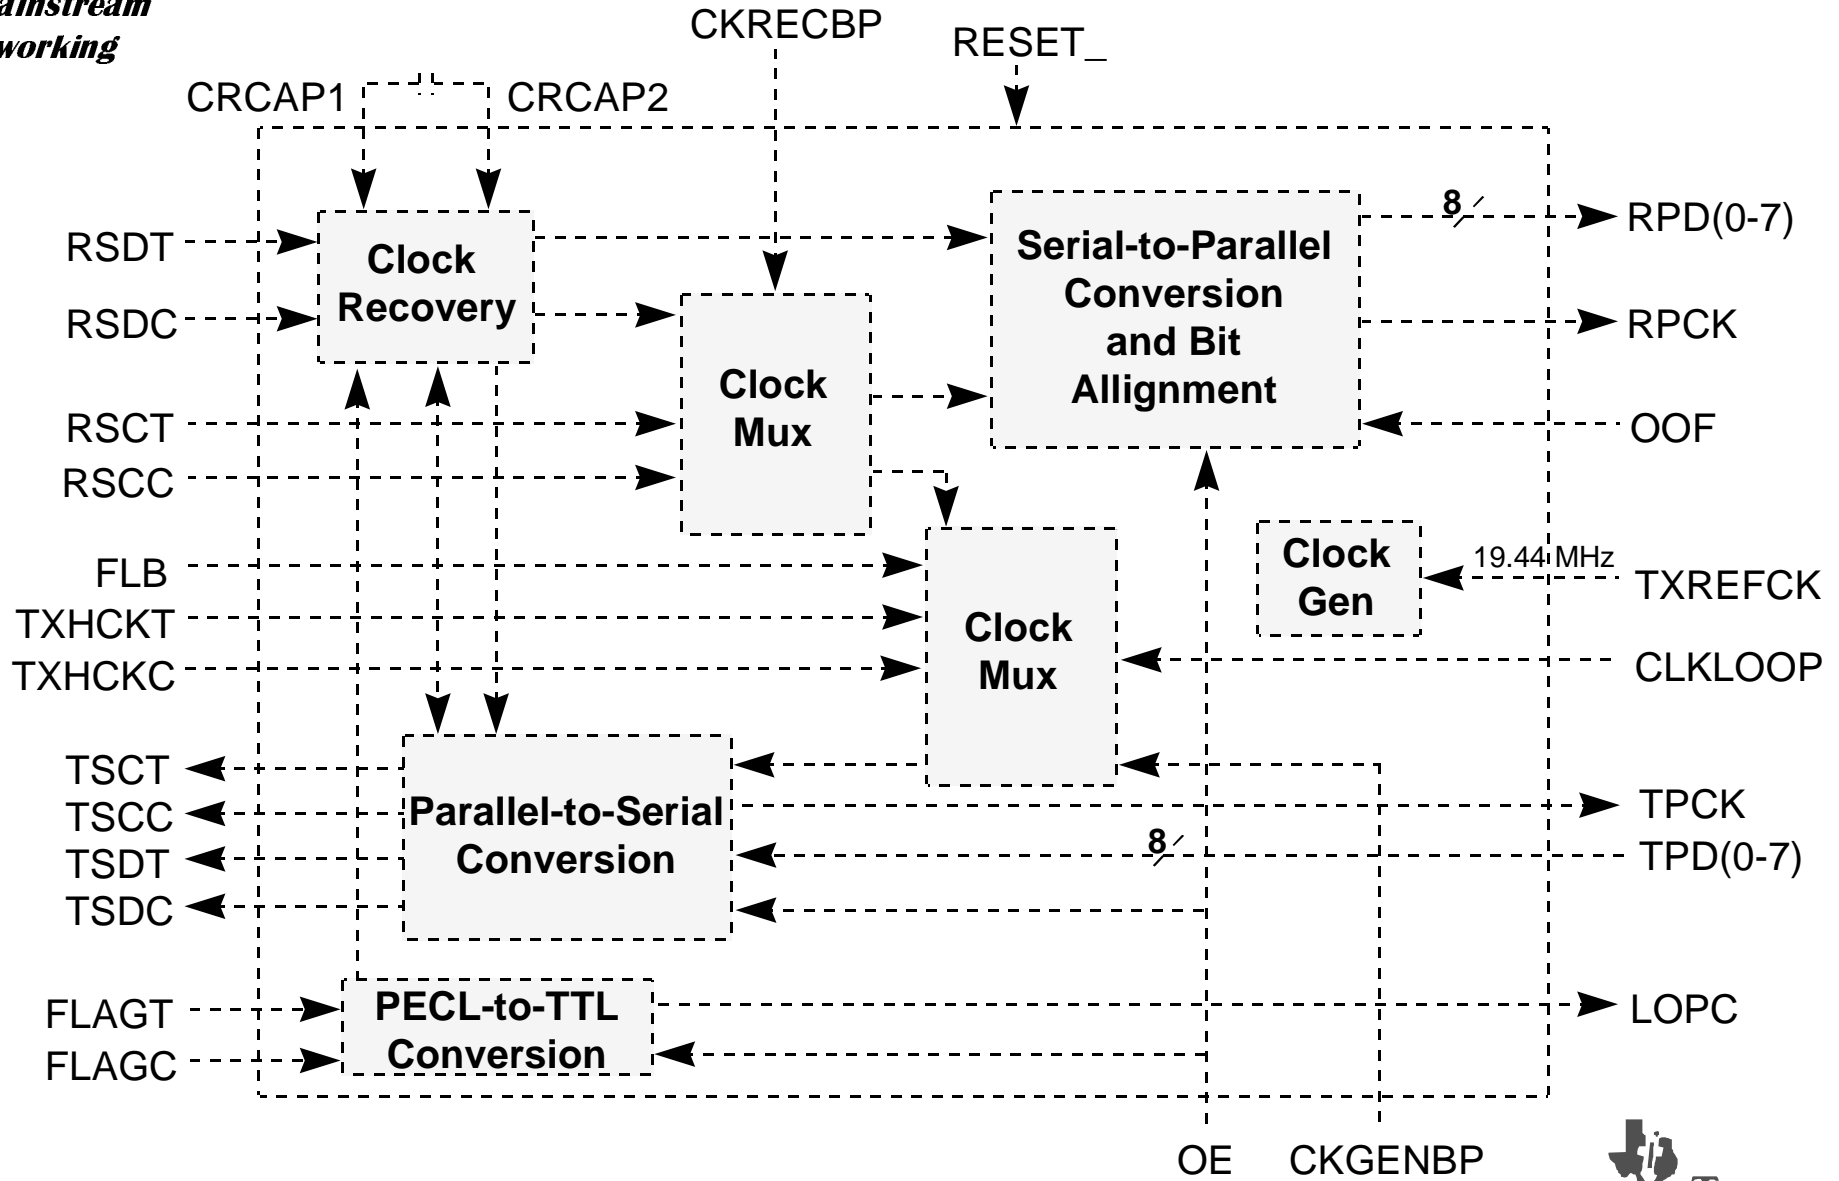 working
CKRECBP
RESET_
CRCAP1
CRCAP2
RSDT
RSDC
RSCT
RSCC
FLB
TXHCKT
TXHCKC
TSCT
TSCC
TSDT
TSDC
FLAGT
FLAGC
Clock
Recovery
Clock
Mux
Serial-to-Parallel
Conversion
and Bit
Allignment
Clock
Mux
Clock
Gen
Parallel-to-Serial
Conversion
PECL-to-TTL
Conversion
8
RPD(0-7)
RPCK
OOF
19.44 MHz
TXREFCK
CLKLOOP
TPCK
8
TPD(0-7)
LOPC
OE
CKGENBP